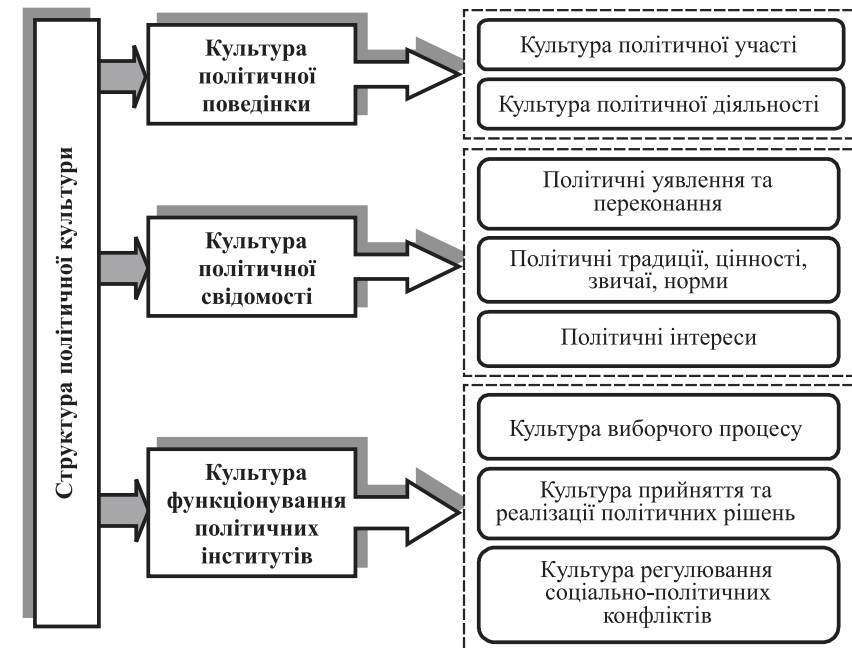 Структура політичної культури
Культура
політичної
поведінки
Культура політичної участі
Культура політичної діяльності
Культура
політичної
свідомості
Політичні уявлення та
переконання
Політичні традиції, цінності,
звичаї, норми
Політичні інтереси
Культура
функціонування
політичних
інститутів
Культура виборчого процесу
Культура прийняття та
реалізації політичних рішень
Культура регулювання
соціально-політичних
конфліктів